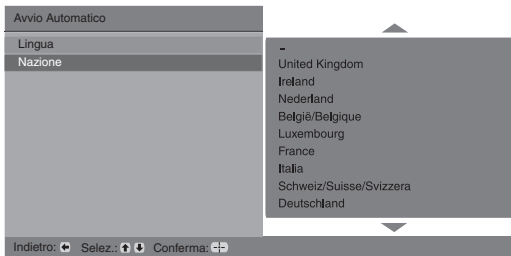 Avvio Automatico
Lingua
Nazione
-
United Kingdom
Ireland
Nederland
België/Belgique
Luxembourg
France
Italia
Schweiz/Suisse/Svizzera
Deutschland
Indietro: Selez.: Conferma: